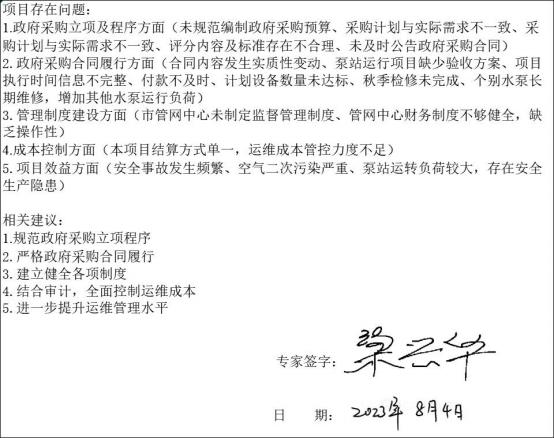 项目存在问题:
1.政府采购立项及程序方面（未规范编制政府采购预算、采购计划与实际需求不一致、采
购计划与实际需求不一致、评分内容及标准存在不合理、未及时公告政府采购合同）
2.政府采购合同履行方面（合同内容发生实质性变动、泵站运行项目缺少验收方案、项目
执行时间信息不完整、付款不及时、计划设备数量未达标、秋季检修未完成、个别水泵长
期维修，增加其他水泵运行负荷）
3.管理制度建设方面（市管网中心未制定监督管理制度、管网中心财务制度不够健全，缺
乏操作性）
4.成本控制方面（本项目结算方式单一，运维成本管控力度不足）
5.项目效益方面（安全事故发生频繁、空气二次污染严重、泵站运转负荷较大，存在安全
生产隐患）
相关建议:
1.规范政府采购立项程序
2.严格政府采购合同履行
3.建立健全各项制度
4.结合审计，全面控制运维成本
5.进一步提升运维管理水平
专家签字:
日 期: 2023年 8月4日